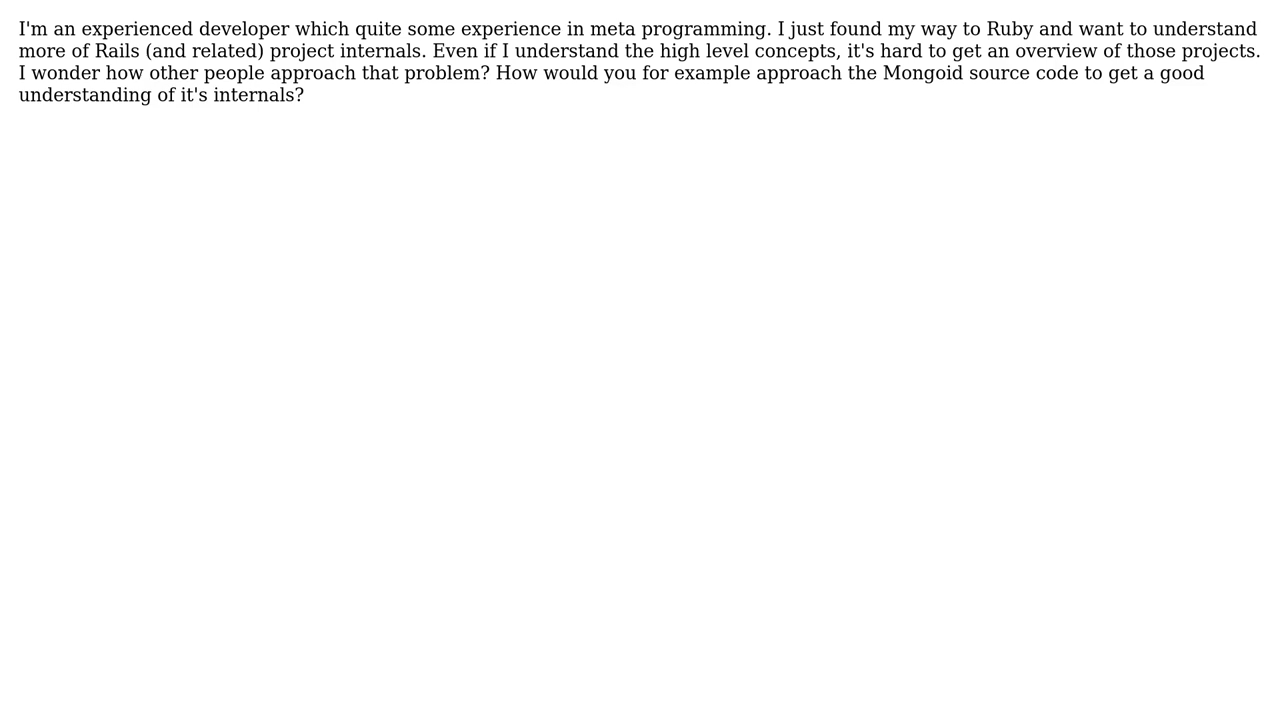 I'm an experienced developer which quite some experience in meta programming. I just found my way to Ruby and want to understand
more of Rails (and related) project internals. Even if I understand the high level concepts, it's hard to get an overview of those projects.
I wonder how other people approach that problem? How would you for example approach the Mongoid source code to get a good
understanding of it's internals?